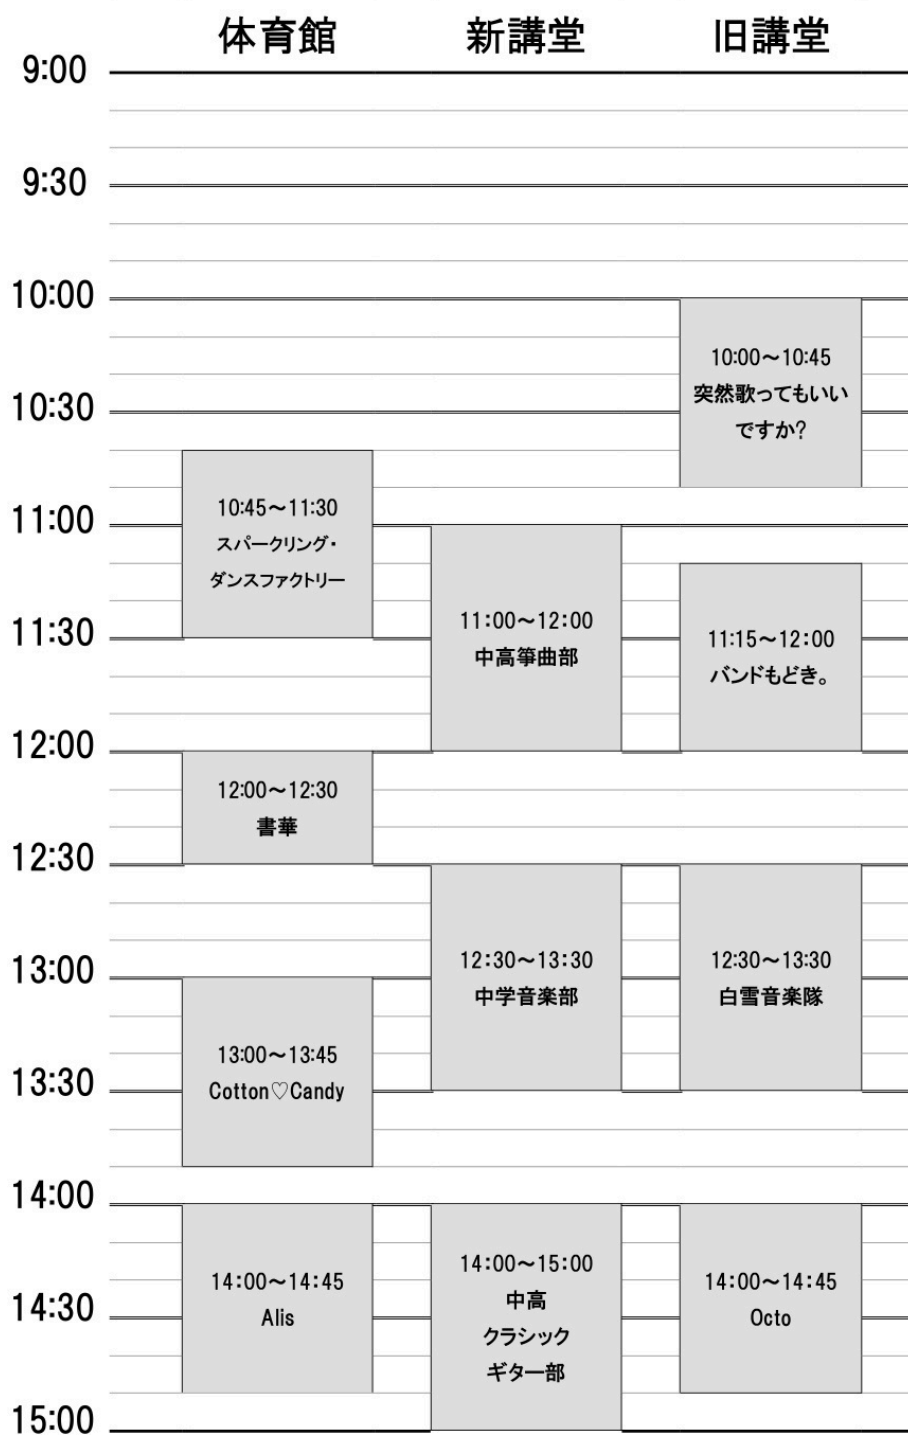 体育館 新講堂 旧講堂
9:00
9:30
10:00
10:00～10:45
突然歌ってもいい
ですか?
10:30
10:45～11:30
スパークリング・
ダンスファクトリー
11:00
11:00～12:00
中高箏曲部
11:15～12:00
バンドもどき。
11:30
12:00
12:00～12:30
書華
12:30
12:30～13:30
中学音楽部
12:30～13:30
白雪音楽隊
13:00
13:00～13:45
Cotton♡Candy
13:30
14:00
14:00～14:45
Alis
14:00～15:00
中高
クラシック
ギター部
14:00～14:45
Octo
14:30
15:00